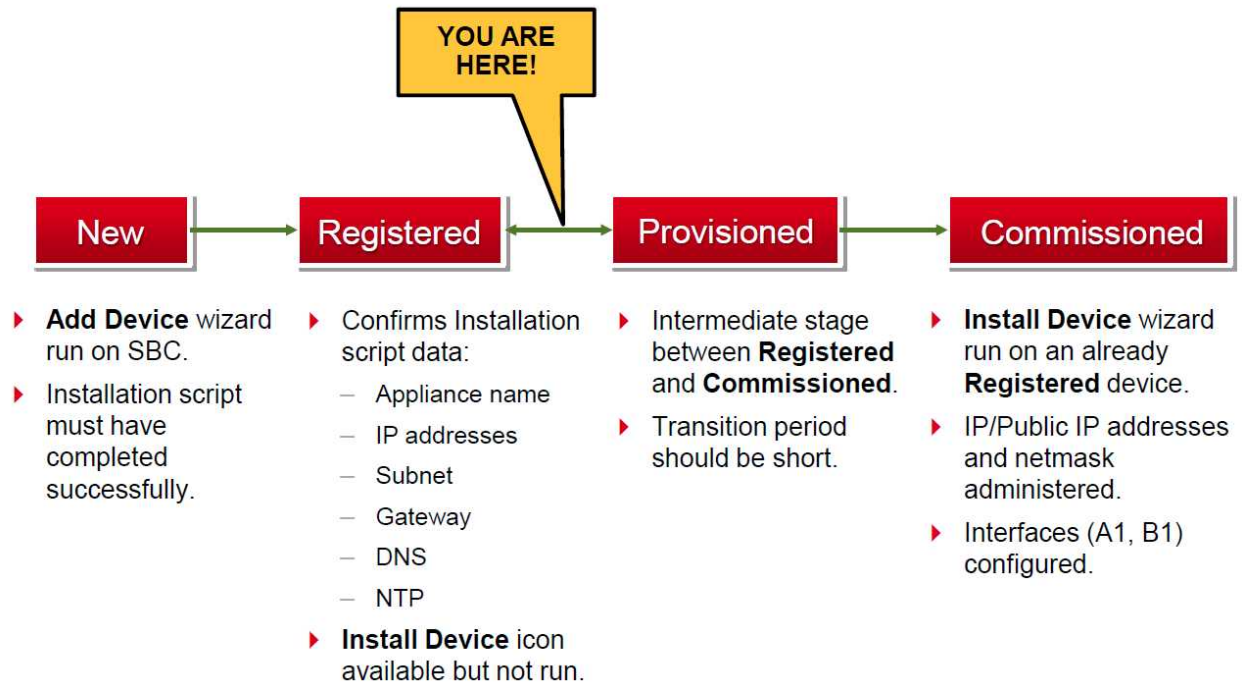 YOU ARE
HERE!
New
Registered
Provisioned
Commissioned
Add Device wizard
run on SBC.
Installation script
must have
completed
successfully.
Confirms Installation
script data:
– Appliance name
– IP addresses
– Subnet
– Gateway
– DNS
– NTP
Install Device icon
available but not run.
Intermediate stage
between Registered
and Commissioned.
Transition period
should be short.
Install Device wizard
run on an already
Registered device.
IP/Public IP addresses
and netmask
administered.
Interfaces (A1, B1)
configured.